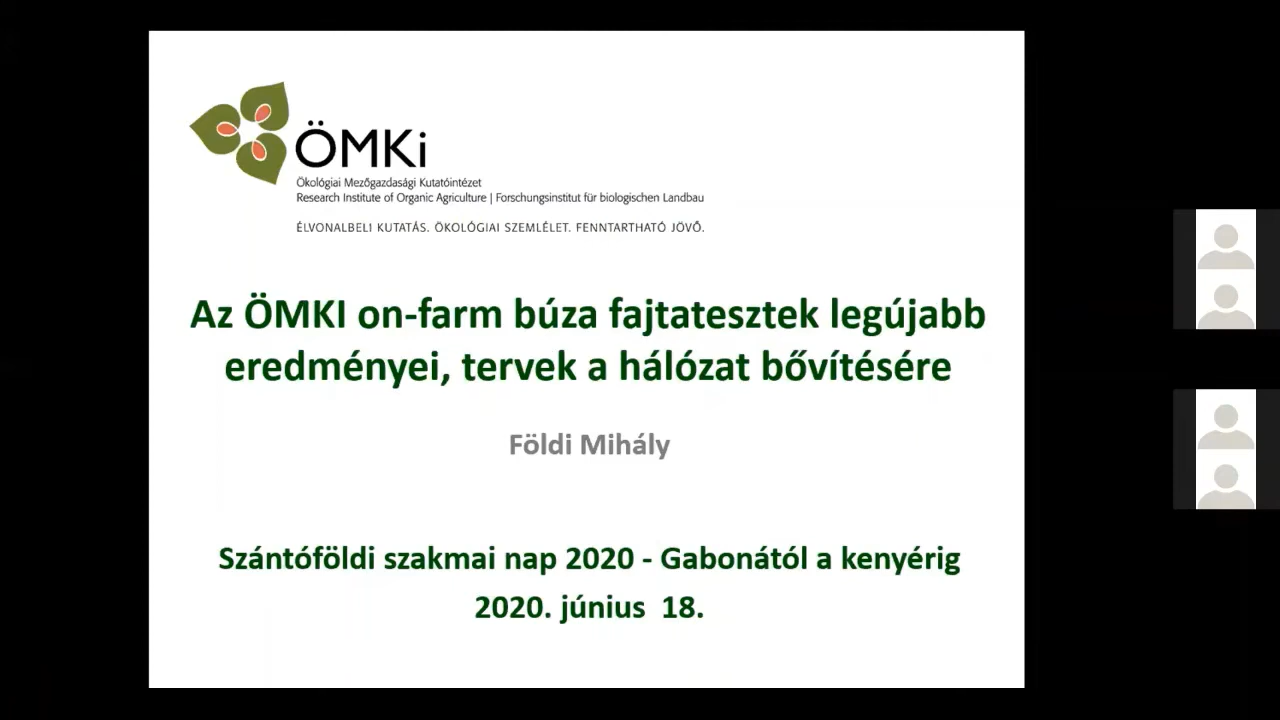 ÖMKi
Ökológiai Mezőgazdasági Kutatóintézet
Research Institute of Organic Agriculture | Forschungsinstitut für biologischen Landbau
ÉLVONALBELI KUTATÁS. ÖKOLÓGIAI SZEMLÉLET. FENNTARTHATÓ JÖVŐ.
Az ÖMKI on-farm búza fajtatesztek legújabb
eredményei, tervek a hálózat bővítésére
Földi Mihály
Szántóföldi szakmai nap 2020 - Gabonától a kenyérig
2020. június 18.